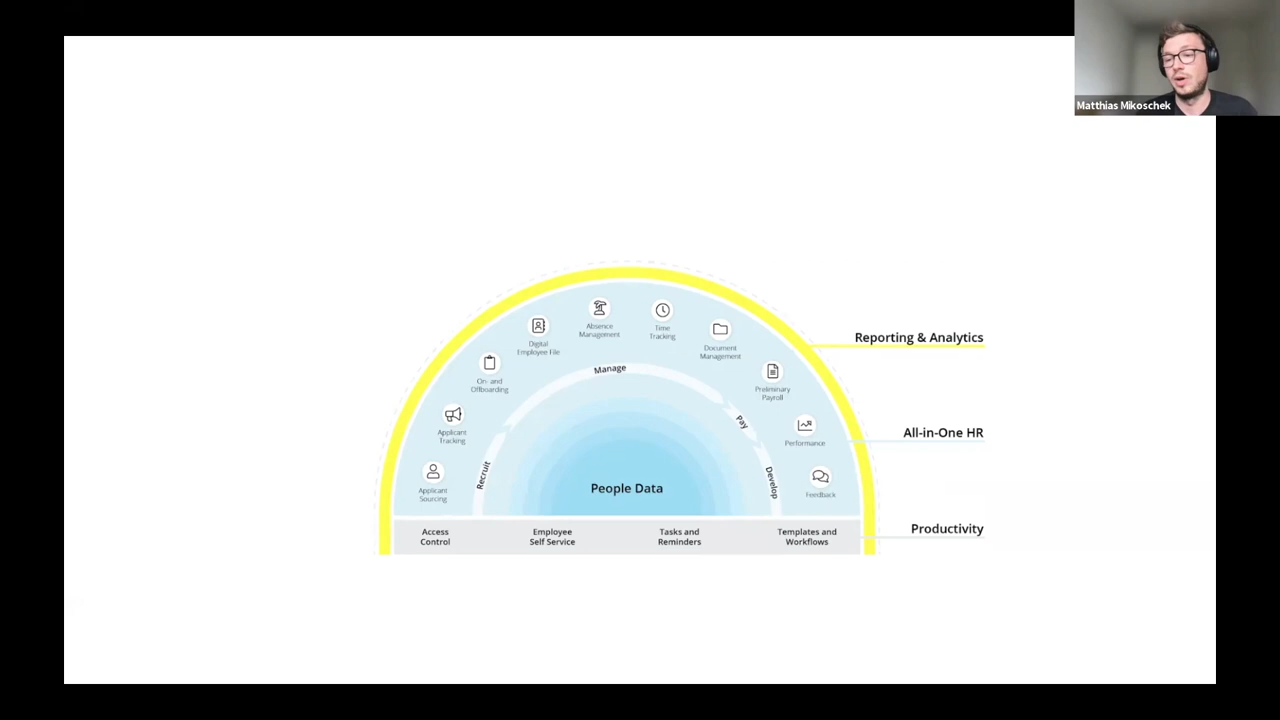 Matthias Mikoschek
Absence
Management
Time
Tracking
Digital
Employee File
Document
Management
Reporting & Analytics
On- and
Offboarding
Manage
Preliminary
Payroll
Applicant
Tracking
Pay
Performance
All-in-One HR
Applicant
Sourcing
Recruit
People Data
Develop
Feedback
Access
Control
Employee
Self Service
Tasks and
Reminders
Templates and
Workflows
Productivity